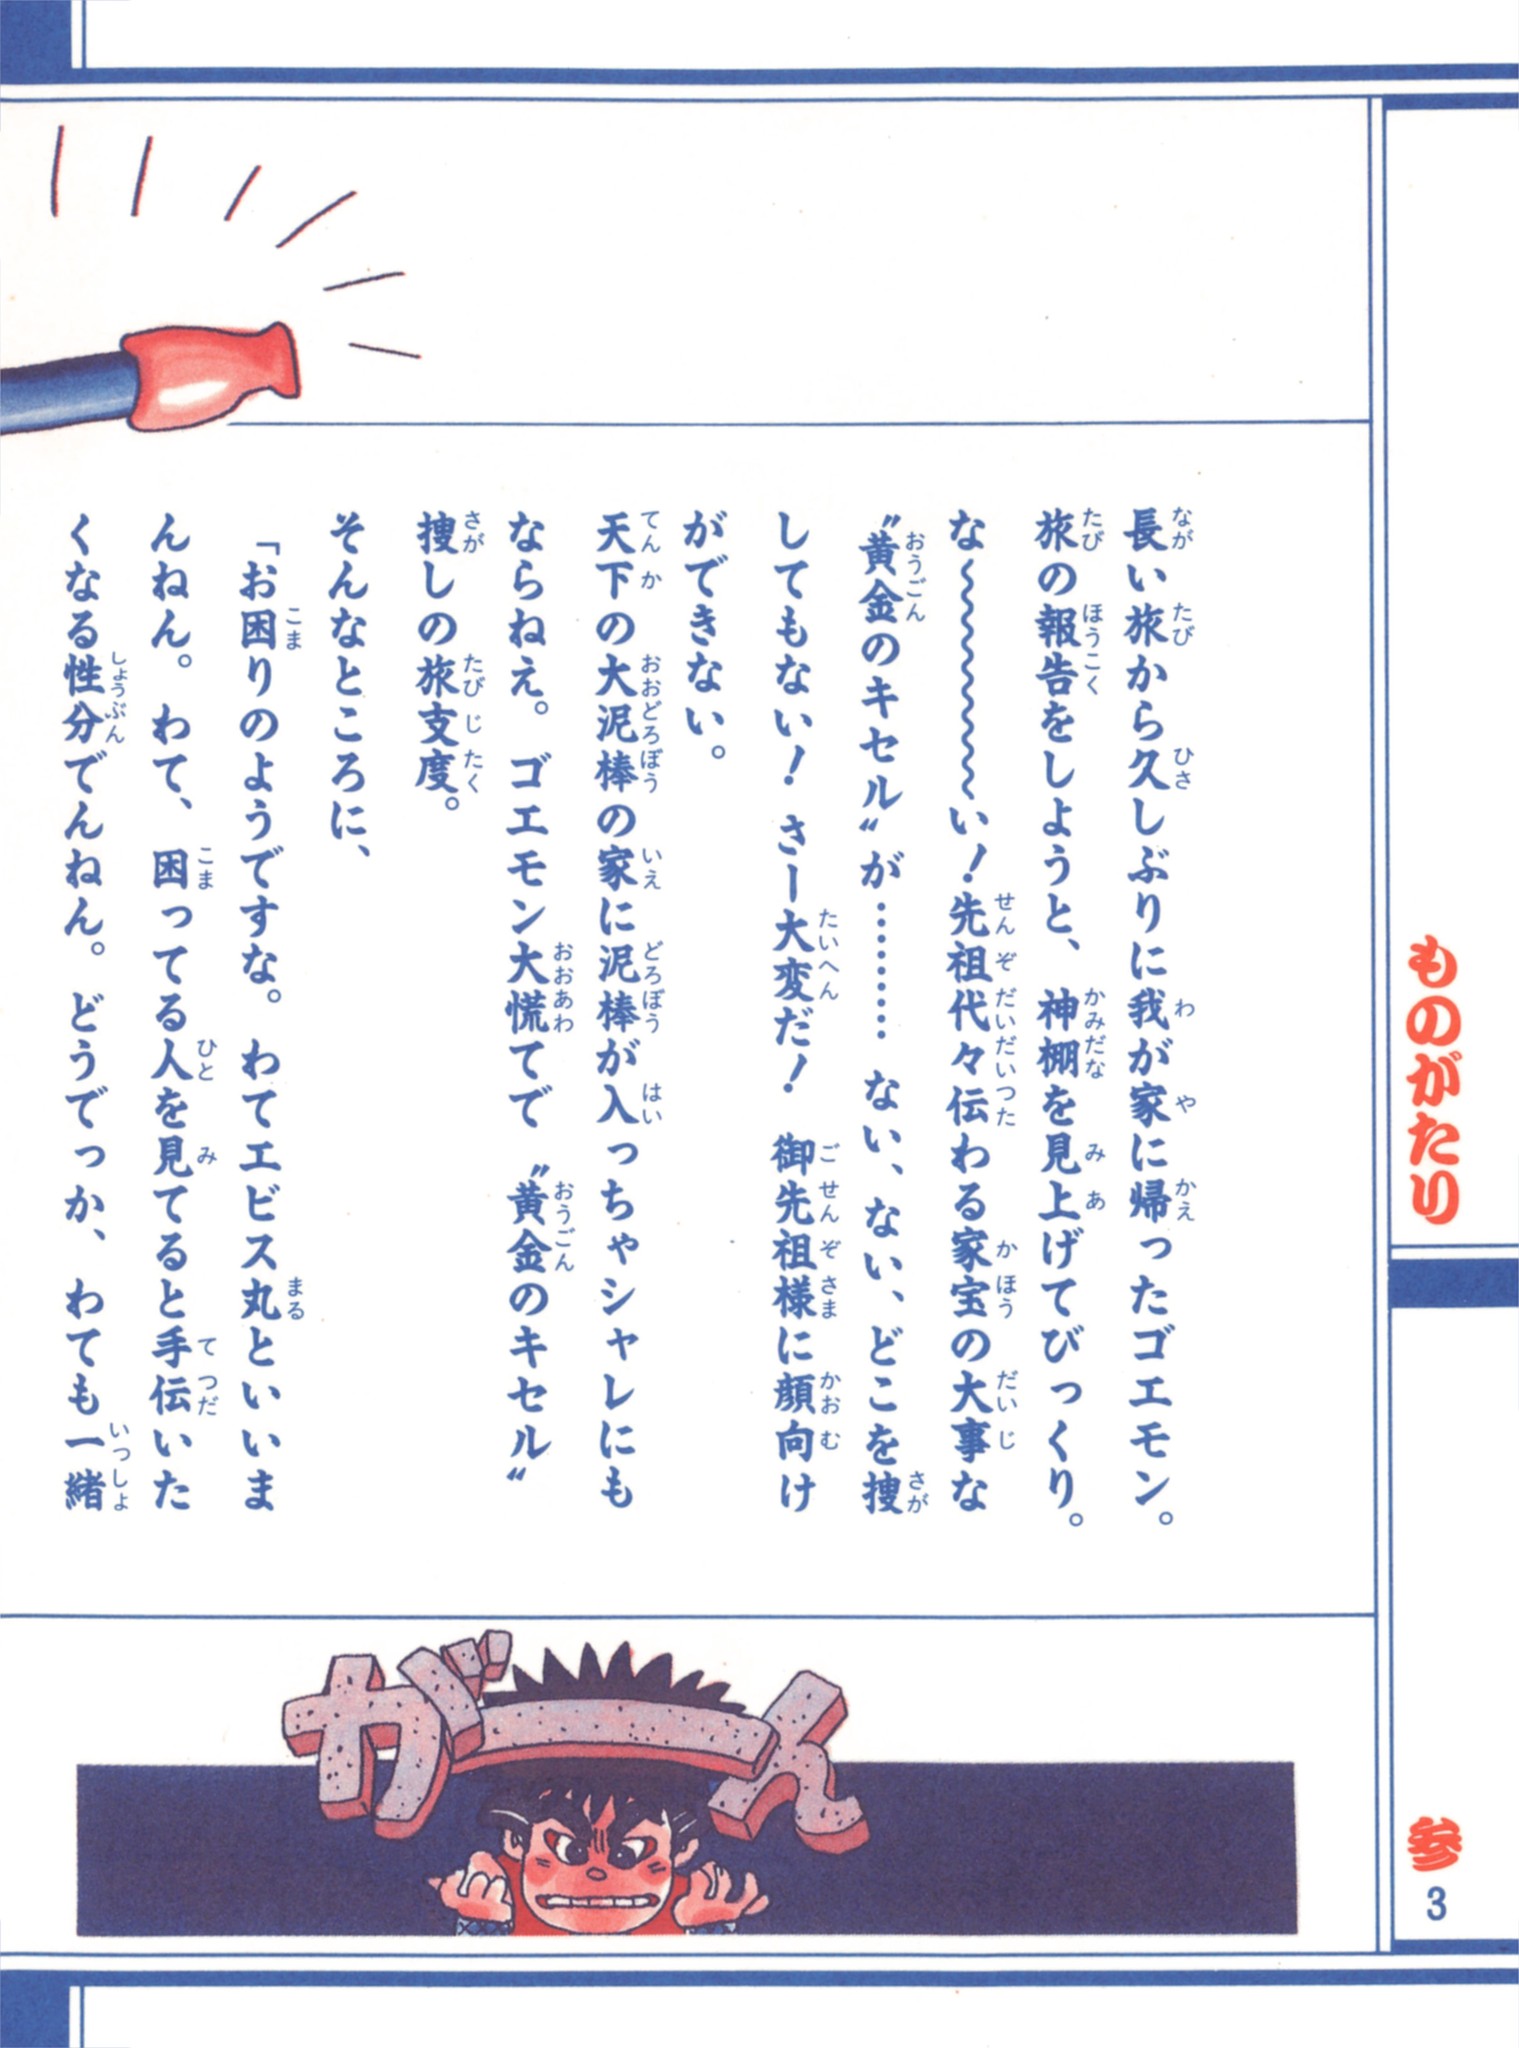 ものがたり
長い旅から久しぶりに我が家に帰ったゴエモン。
旅の報告をしようと、神棚を見上げてびっくり。
な〜〜〜〜〜い！先祖代々伝わる家宝の大事な
〝黄金のキセル〟が………ない、ない、どこを捜
してもない！さー大変だ！御先祖様に顔向け
ができない。
天下の大泥棒の家に泥棒が入っちゃシャレにも
ならねえ。ゴエモン大慌てで〝黄金のキセル〟
捜しの旅支度。
そんなところに、
「お困りのようですな。わてエビス丸といいま
んねん。わて、困ってる人を見てると手伝いた
くなる性分でんねん。どうでっか、わても一緒
がーん
参
3